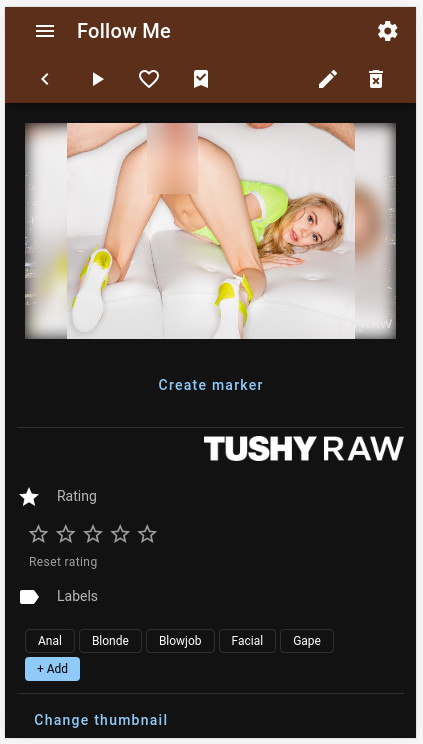 Follow Me
Create marker
TUSHY RAW
Rating
Reset rating
Labels
Anal Blonde Blowjob Facial Gape
+ Add
Change thumbnail